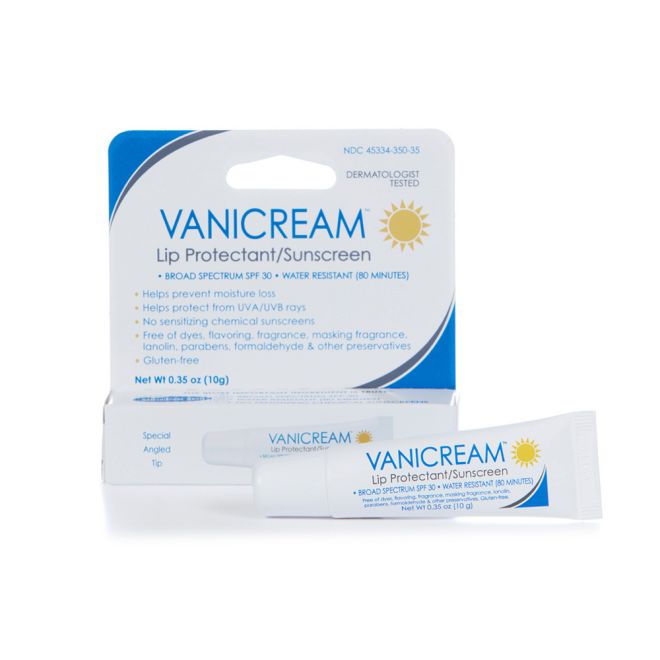 NDC 45334-350-35
DERMATOLOGIST
TESTED
VANICREAM™
Lip Protectant/Sunscreen
• BROAD SPECTRUM SPF 30 • WATER RESISTANT (80 MINUTES)
• Helps prevent moisture loss
• Helps protect from UVA/UVB rays
• No sensitizing chemical sunscreens
• Free of dyes, flavoring, fragrance, masking fragrance,
lanolin, parabens, formaldehyde & other preservatives
• Gluten-free
Net Wt 0.35 oz (10g)
Special
Angled
Tip
VANICREAM™
Lip Protectant/Sun
VANICREAM™
Lip Protectant/Sunscreen
• BROAD SPECTRUM SPF 30 • WATER RESISTANT (80 MINUTES)
Free of dyes, flavoring, fragrance, masking fragrance, lanolin,
parabens, formaldehyde & other preservatives. Gluten-free.
Net Wt 0.35 oz (10 g)